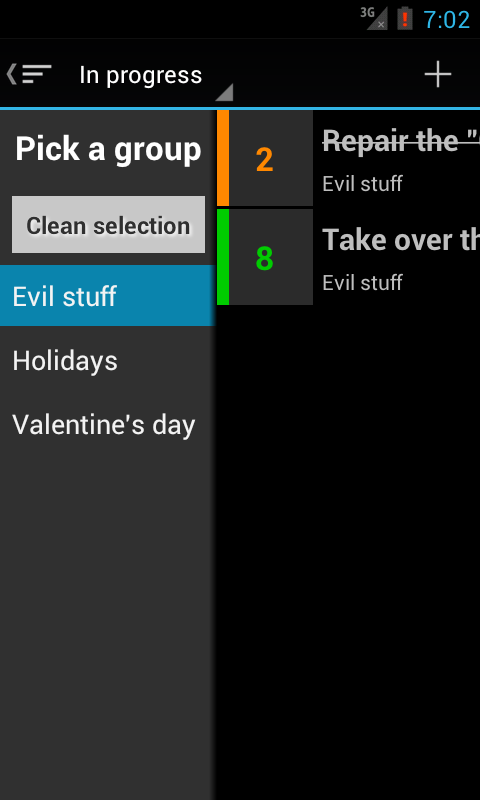 3G 7:02
In progress
Pick a group
Clean selection
Evil stuff
Holidays
Valentine's day
2
Repair the "
Evil stuff
8
Take over th
Evil stuff